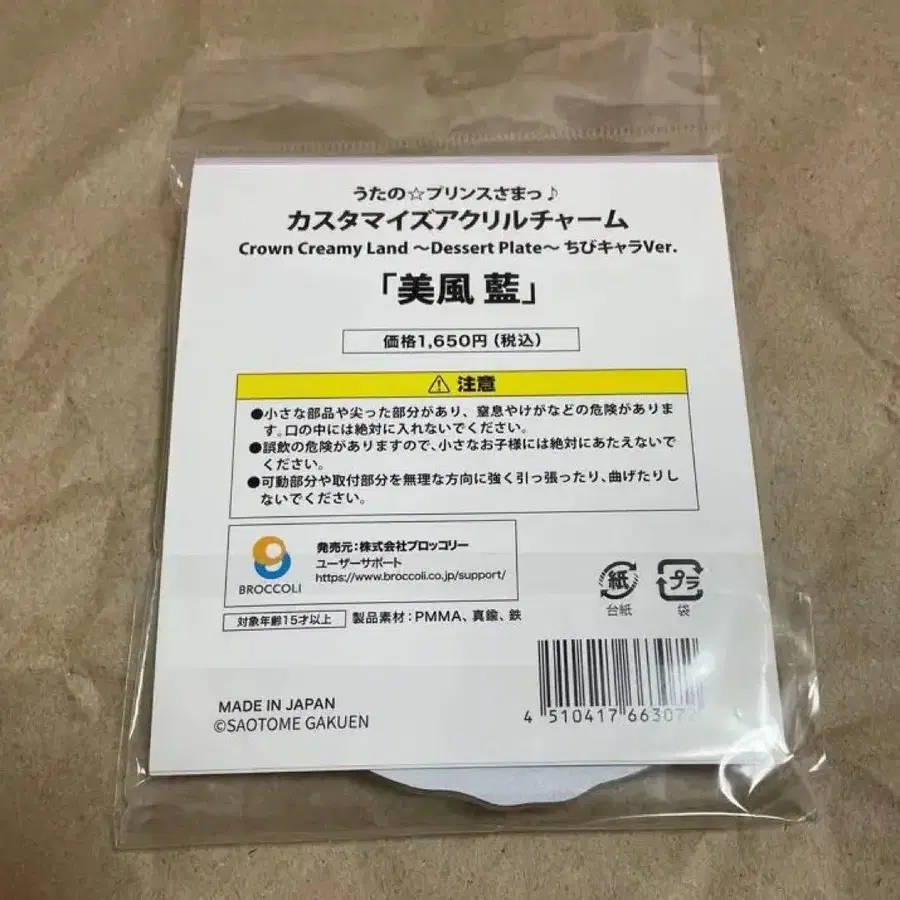 うたの☆プリンスさまっ♪
カスタマイズアクリルチャーム
Crown Creamy Land ～Dessert Plate～ ちびキャラVer.
「美風 藍」
価格1,650円(税込)
注意
●小さな部品や尖った部分があり、窒息やけがなどの危険がありま
す。口の中には絶対に入れないでください。
●誤飲の危険がありますので、小さなお子様には絶対にあたえないで
ください。
●可動部分や取付部分を無理な方向に強く引っ張ったり、曲げたりし
ないでください。
BROCCOLI
発売元:株式会社ブロッコリー
ユーザーサポート
https://www.broccoli.co.jp/support/
紙
台紙
プラ
袋
対象年齢15才以上
製品素材:PMMA、真鍮、鉄
MADE IN JAPAN
©SAOTOME GAKUEN
4 510417 663072